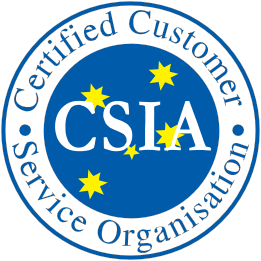 Certified Customer
CSIA
Service Organisation